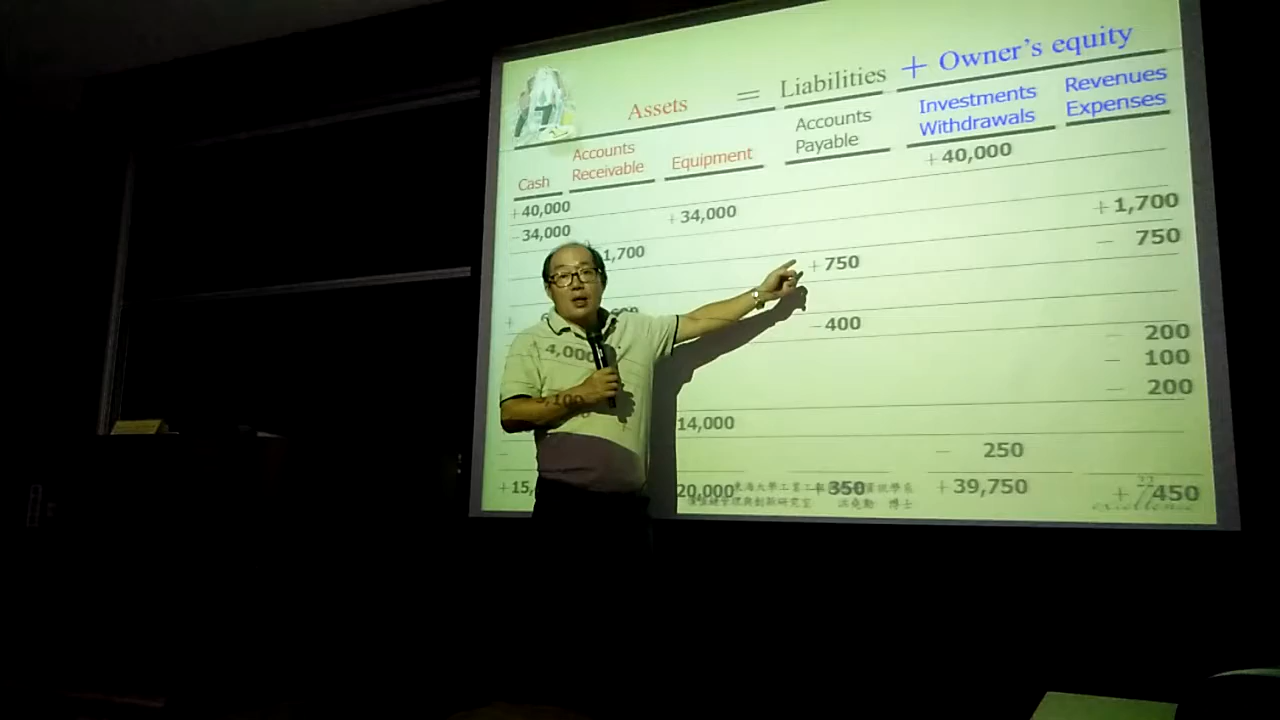 Assets = Liabilities + Owner's equity
Cash Accounts Receivable Equipment Accounts Payable Investments Withdrawals Revenues Expenses
+40,000 +40,000
-34,000 +34,000
1,700 +1,700
+750 - 750
+
4,000 -400
- 200
- 100
- 200
14,000
- 250
+15, 20,000 +350 +39,750 + 450